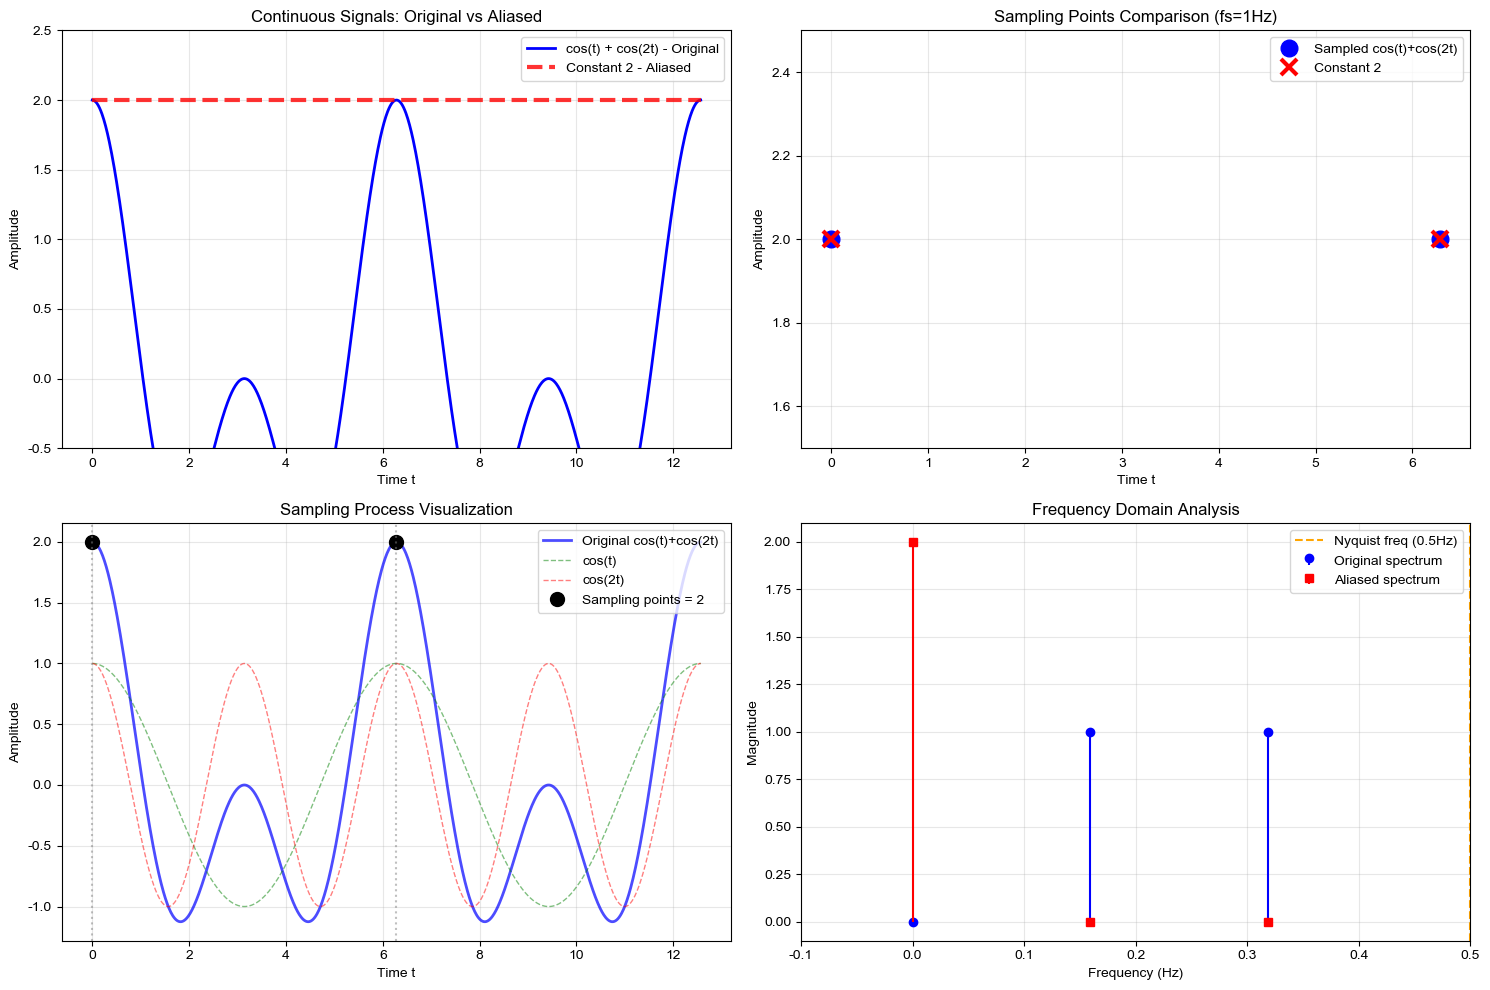 Continuous Signals: Original vs Aliased
2.5
2.0
1.5
1.0
0.5
0.0
-0.5
Amplitude
cos(t) + cos(2t) - Original
Constant 2 - Aliased
0 2 4 6 8 10 12
Time t
Sampling Points Comparison (fs=1Hz)
2.4
2.2
2.0
1.8
1.6
Amplitude
Sampled cos(t)+cos(2t)
Constant 2
0 1 2 3 4 5 6
Time t
Sampling Process Visualization
2.0
1.5
1.0
0.5
0.0
-0.5
-1.0
Amplitude
Original cos(t)+cos(2t)
cos(t)
cos(2t)
Sampling points = 2
0 2 4 6 8 10 12
Time t
Frequency Domain Analysis
2.00
1.75
1.50
1.25
1.00
0.75
0.50
0.25
0.00
Magnitude
Nyquist freq (0.5Hz)
Original spectrum
Aliased spectrum
-0.1 0.0 0.1 0.2 0.3 0.4 0.5
Frequency (Hz)